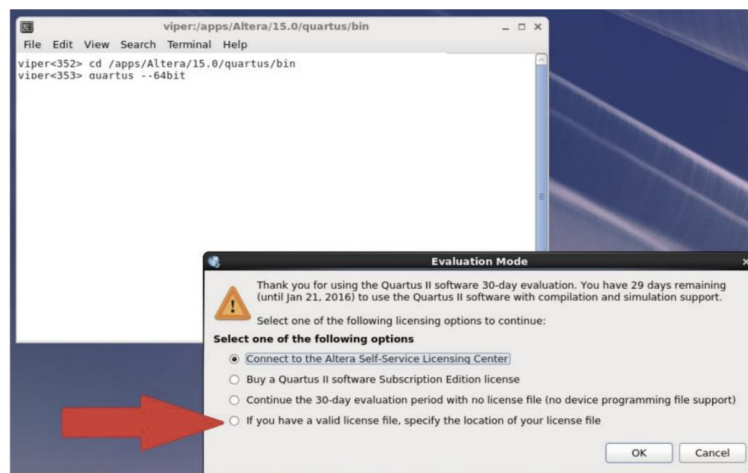 viper:/apps/Altera/15.0/quartus/bin
File Edit View Search Terminal Help
viper<352> cd /apps/Altera/15.0/quartus/bin
viper<353> quartus --64bit
Evaluation Mode
Thank you for using the Quartus II software 30-day evaluation. You have 29 days remaining
(until Jan 21, 2016) to use the Quartus II software with compilation and simulation support.
Select one of the following licensing options to continue:
Select one of the following options
Connect to the Altera Self-Service Licensing Center
Buy a Quartus II software Subscription Edition license
Continue the 30-day evaluation period with no license file (no device programming file support)
If you have a valid license file, specify the location of your license file
OK Cancel